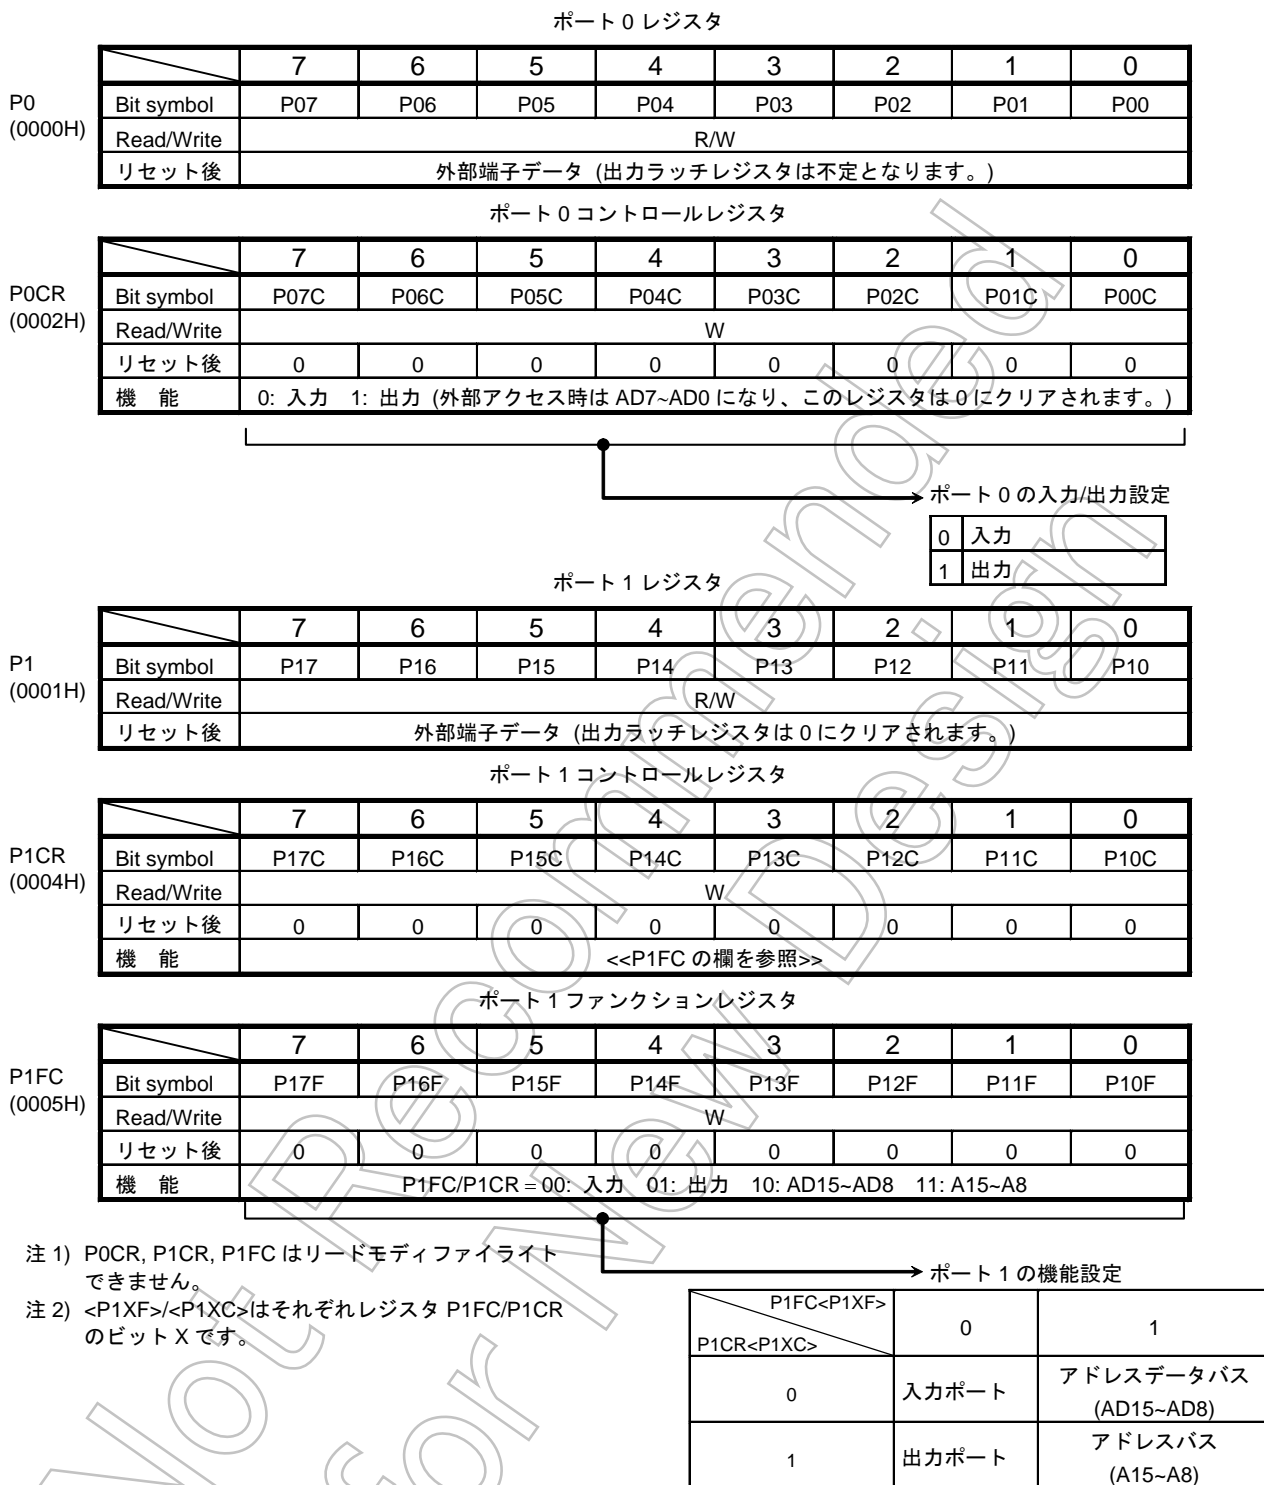 ポート 0 レジスタ
7 6 5 4 3 2 1 0
P0
(0000H)
Bit symbol P07 P06 P05 P04 P03 P02 P01 P00
Read/Write R/W
リセット後 外部端子データ (出力ラッチレジスタは不定となります。)
ポート 0 コントロールレジスタ
7 6 5 4 3 2 1 0
P0CR
(0002H)
Bit symbol P07C P06C P05C P04C P03C P02C P01C P00C
Read/Write W
リセット後 0 0 0 0 0 0 0 0
機 能 0: 入力 1: 出力 (外部アクセス時は AD7~AD0 になり、このレジスタは 0 にクリアされます。)
ポート 0 の入力/出力設定
0 入力
1 出力
ポート 1 レジスタ
7 6 5 4 3 2 1 0
P1
(0001H)
Bit symbol P17 P16 P15 P14 P13 P12 P11 P10
Read/Write R/W
リセット後 外部端子データ (出力ラッチレジスタは 0 にクリアされます。)
ポート 1 コントロールレジスタ
7 6 5 4 3 2 1 0
P1CR
(0004H)
Bit symbol P17C P16C P15C P14C P13C P12C P11C P10C
Read/Write W
リセット後 0 0 0 0 0 0 0 0
機 能 <<P1FC の欄を参照>>
ポート 1 ファンクションレジスタ
7 6 5 4 3 2 1 0
P1FC
(0005H)
Bit symbol P17F P16F P15F P14F P13F P12F P11F P10F
Read/Write W
リセット後 0 0 0 0 0 0 0 0
機 能 P1FC/P1CR = 00: 入力 01: 出力 10: AD15~AD8 11: A15~A8
注 1) P0CR, P1CR, P1FC はリードモディファイライト
できません。
注 2) <P1XF>/<P1XC>はそれぞれレジスタ P1FC/P1CR
のビット X です。
ポート 1 の機能設定
P1FC<P1XF> 0 1
P1CR<P1XC>
0 入力ポート アドレスデータバス
(AD15~AD8)
1 出力ポート アドレスバス
(A15~A8)
Not Recommended
for New Design